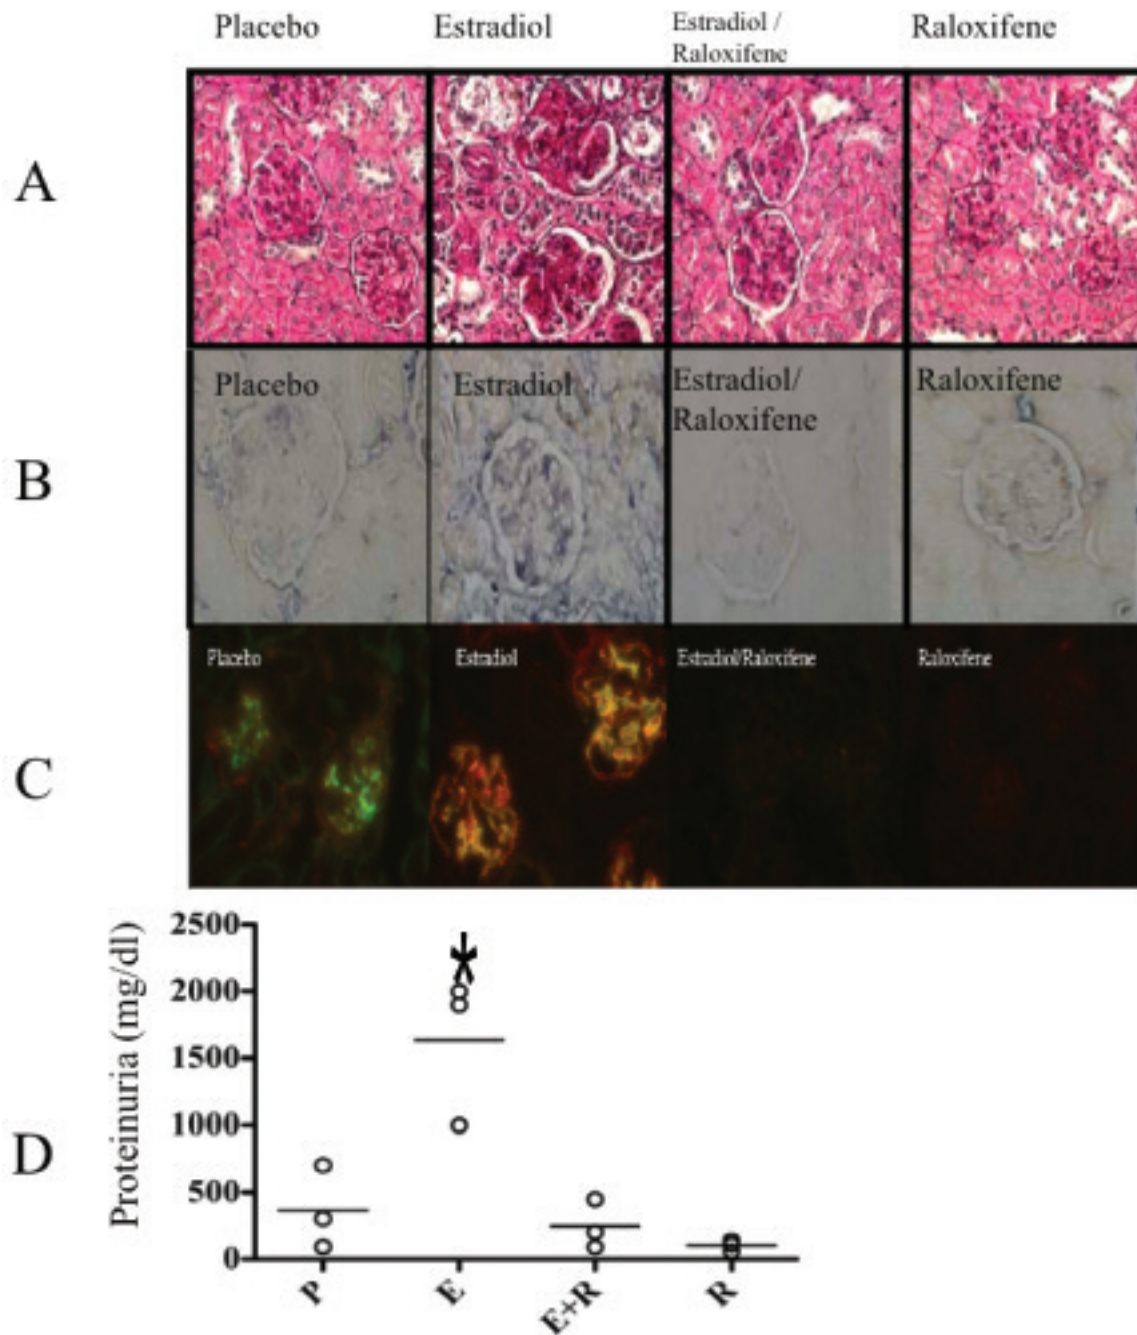 Placebo
Estradiol
Estradiol /
Raloxifene
Raloxifene
A
Placebo
Estradiol
Estradiol/
Raloxifene
Raloxifene
B
Placebo
Estradiol
Estradiol/Raloxifene
Raloxifene
C
D
Proteinuria (mg/dl)
2500
2000
1500
1000
500
0
P
E
E+R
R